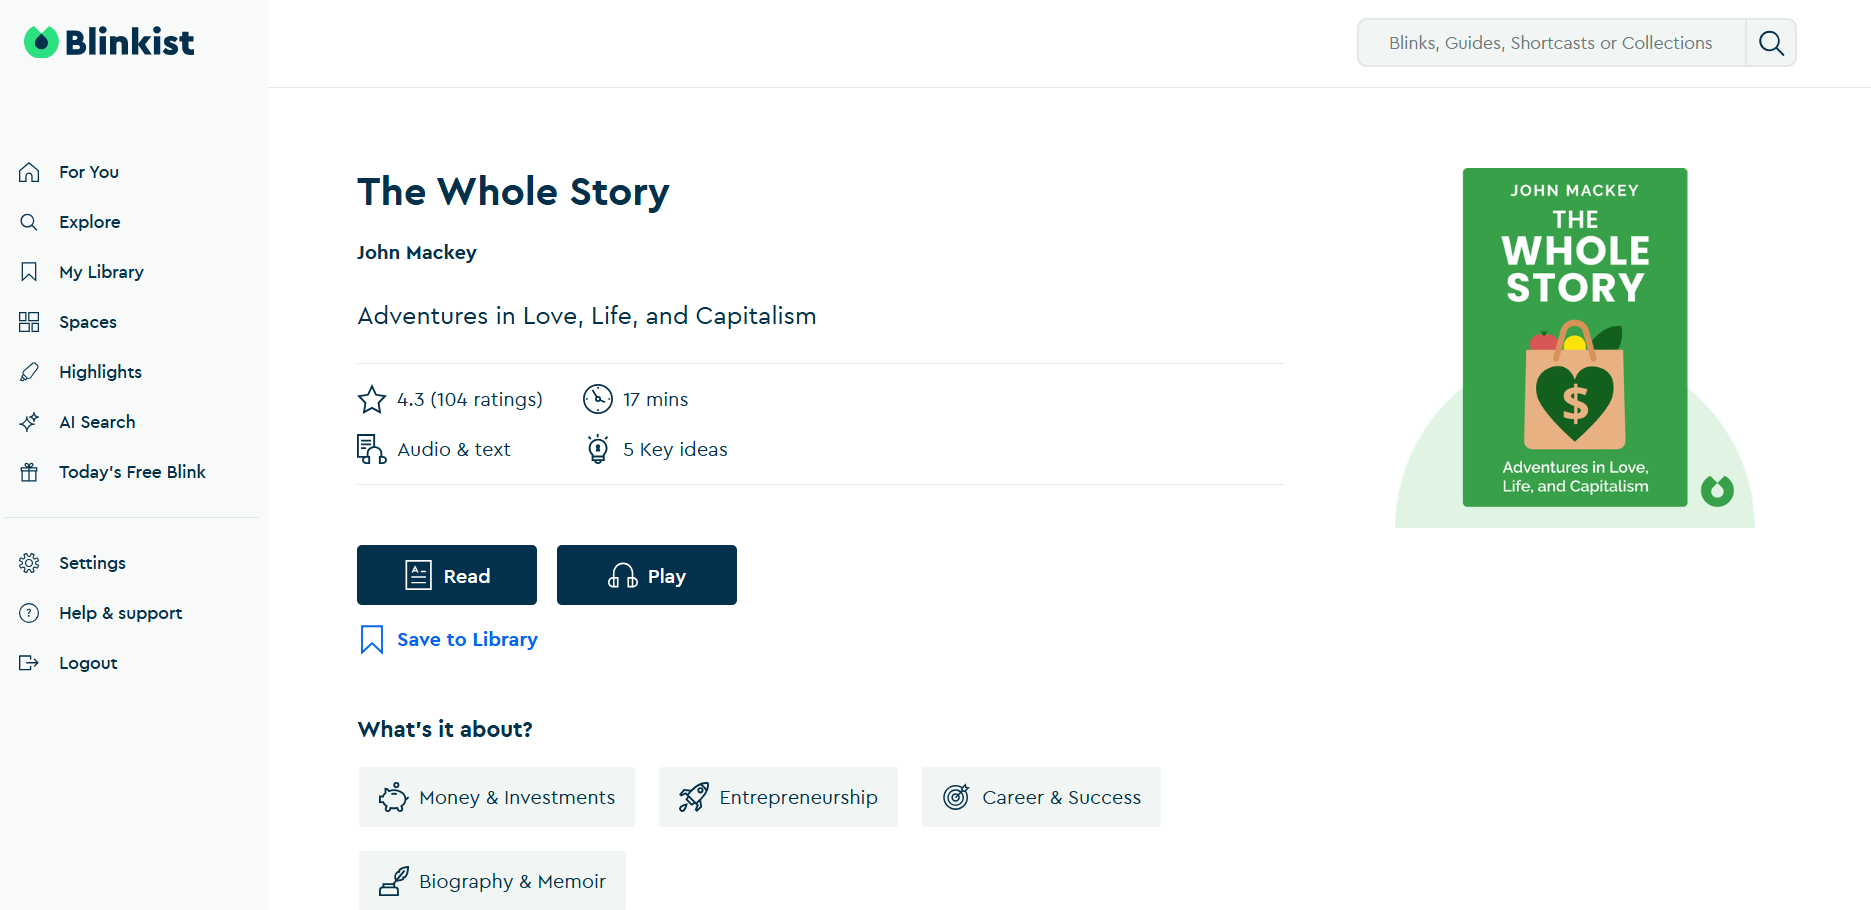 Blinkist
Blinks, Guides, Shortcasts or Collections
For You
Explore
My Library
Spaces
Highlights
AI Search
Today's Free Blink
Settings
Help & support
Logout
The Whole Story
John Mackey
Adventures in Love, Life, and Capitalism
4.3 (104 ratings)
17 mins
Audio & text
5 Key ideas
Read
Play
Save to Library
What's it about?
Money & Investments
Entrepreneurship
Career & Success
Biography & Memoir
JOHN MACKEY
THE
WHOLE
STORY
$
Adventures in Love,
Life, and Capitalism